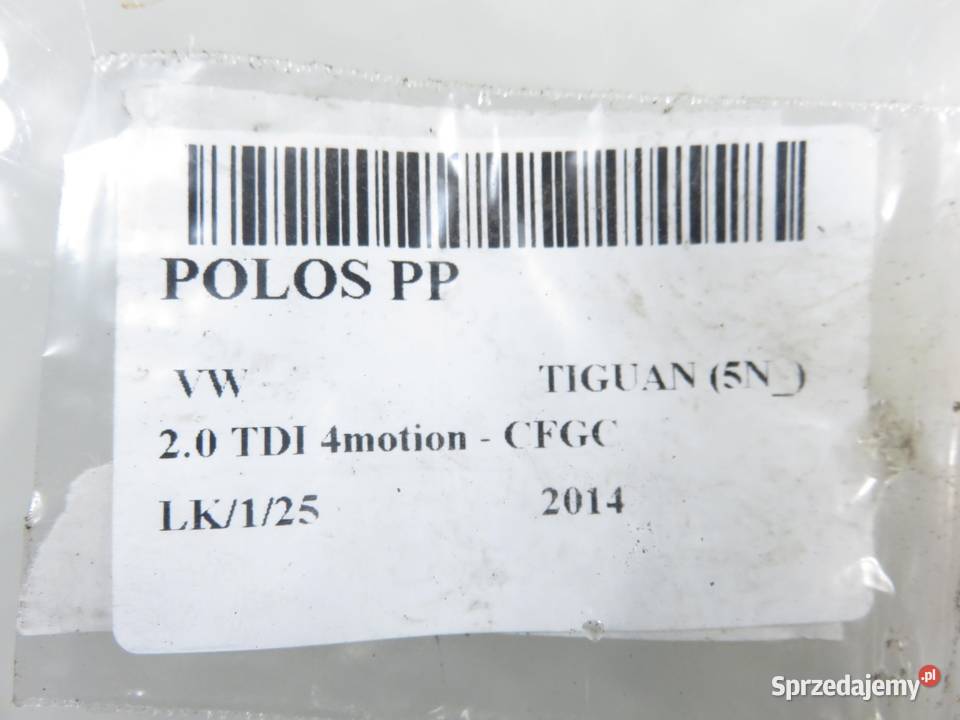 POLOS PP
VW TIGUAN (5N_)
2.0 TDI 4motion - CFGC
LK/1/25 2014
Sprzedajemy.pl